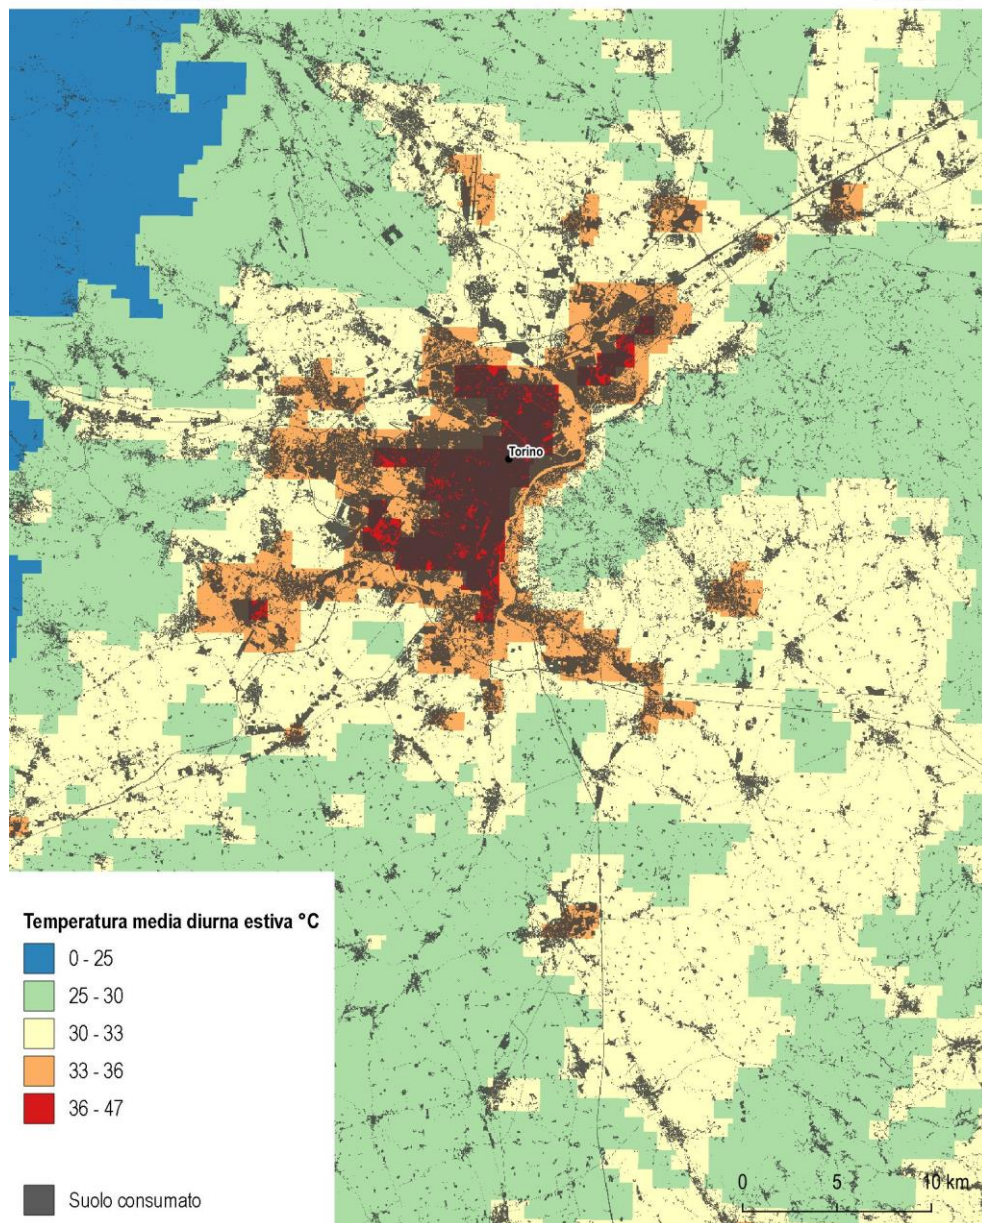 Torino
Temperatura media diurna estiva °C
0 - 25
25 - 30
30 - 33
33 - 36
36 - 47
Suolo consumato
0 5 10 km